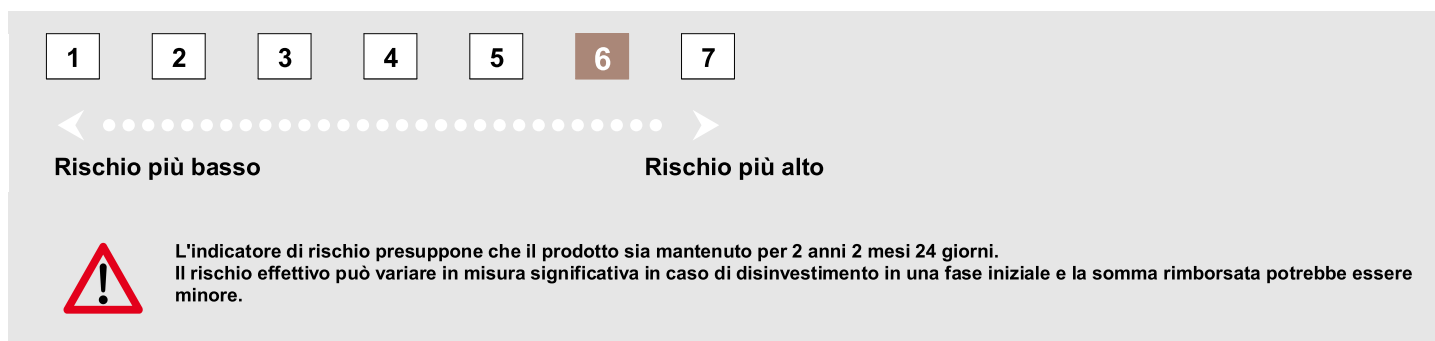 1 2 3 4 5 6 7
Rischio più basso Rischio più alto
L'indicatore di rischio presuppone che il prodotto sia mantenuto per 2 anni 2 mesi 24 giorni.
Il rischio effettivo può variare in misura significativa in caso di disinvestimento in una fase iniziale e la somma rimborsata potrebbe essere
minore.